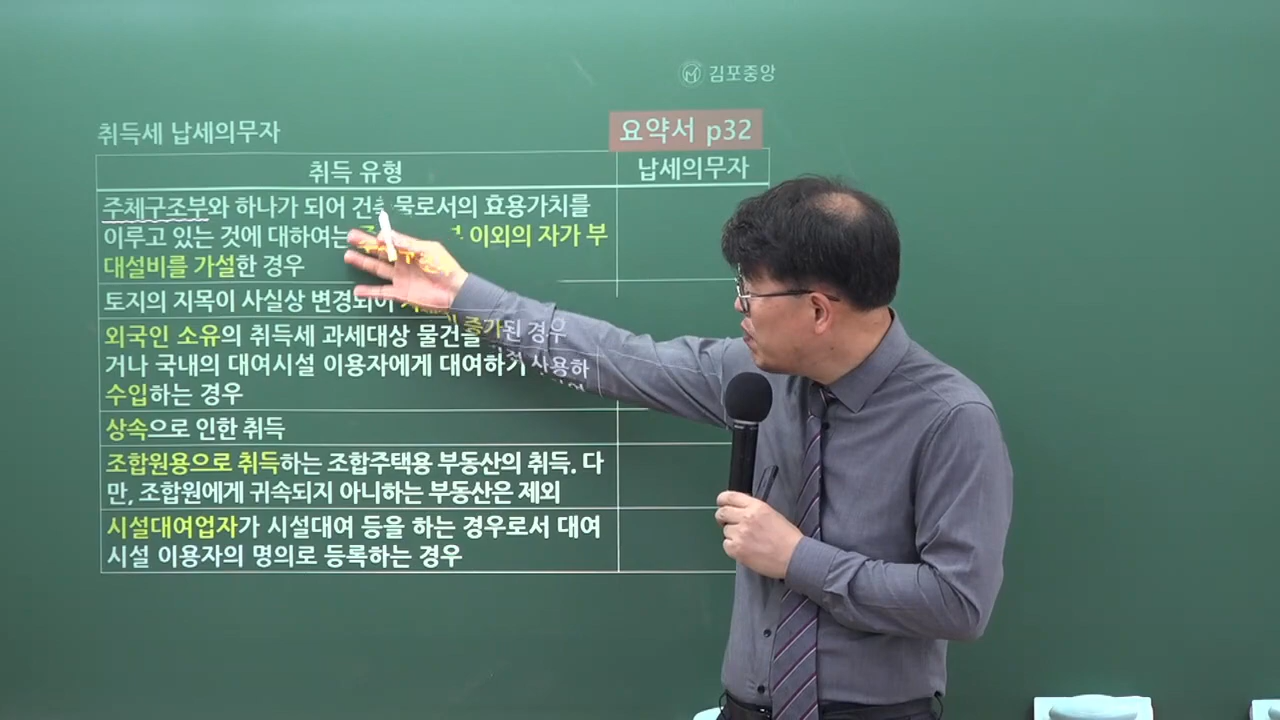 김포중앙
취득세 납세의무자
요약서 p32
취득 유형
납세의무자
주체구조부와 하나가 되어 건축물로서의 효용가치를
이루고 있는 것에 대하여는 이외의 자가 부
대설비를 가설한 경우
토지의 지목이 사실상 변경되어 증가된 경우
외국인 소유의 취득세 과세대상 물건을 사용하
거나 국내의 대여시설 이용자에게 대여하기
수입하는 경우
상속으로 인한 취득
조합원용으로 취득하는 조합주택용 부동산의 취득. 다
만, 조합원에게 귀속되지 아니하는 부동산은 제외
시설대여업자가 시설대여 등을 하는 경우로서 대여
시설 이용자의 명의로 등록하는 경우